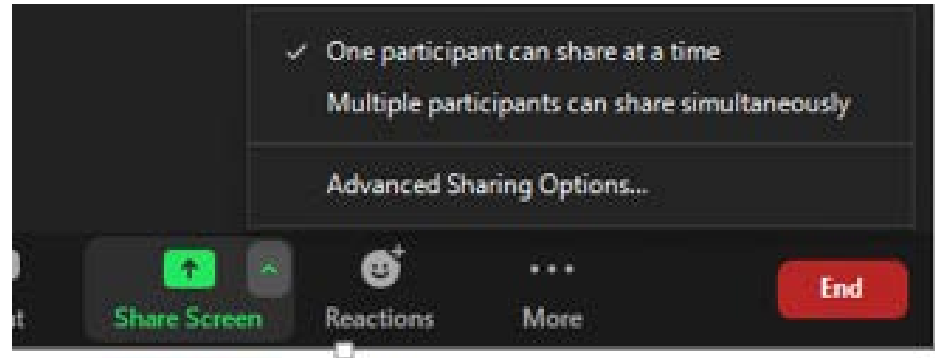 One participant can share at a time
Multiple participants can share simultaneously
Advanced Sharing Options...
Share Screen
Reactions
More
End